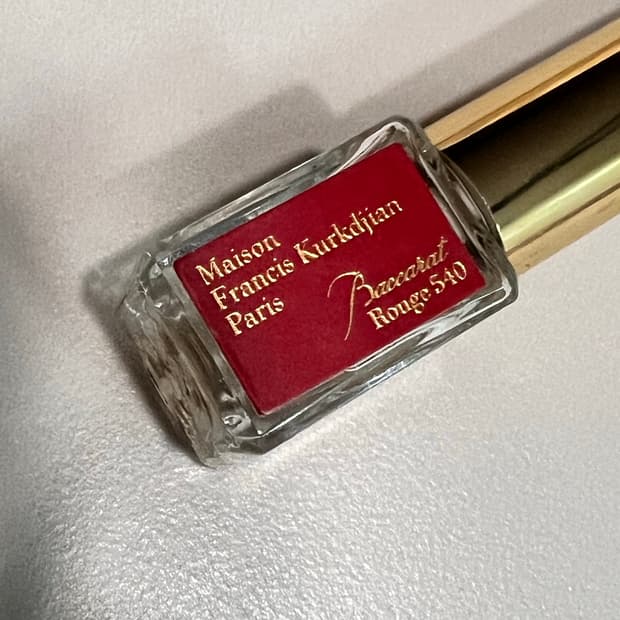 Maison
Francis Kurkdjian
Paris
Baccarat
Rouge 540